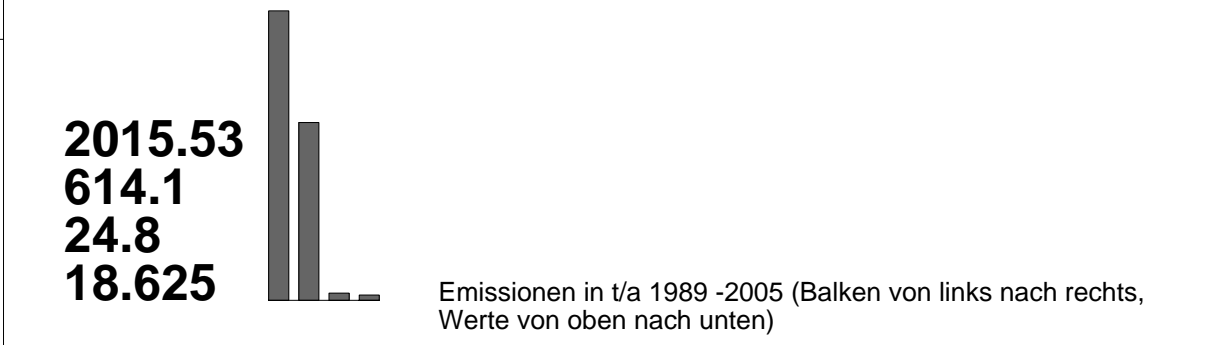 2015.53
614.1
24.8
18.625
Emissionen in t/a 1989 -2005 (Balken von links nach rechts,
Werte von oben nach unten)